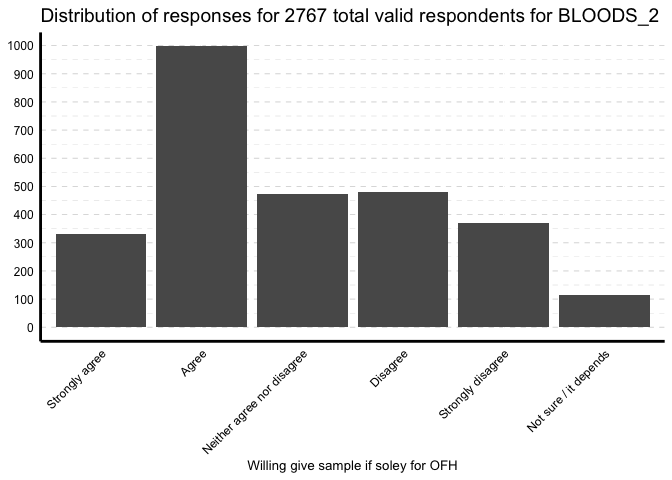 Distribution of responses for 2767 total valid respondents for BLOODS_2
1000
900
800
700
600
500
400
300
200
100
0
Strongly agree
Agree
Neither agree nor disagree
Disagree
Strongly disagree
Not sure / it depends
Willing give sample if soley for OFH